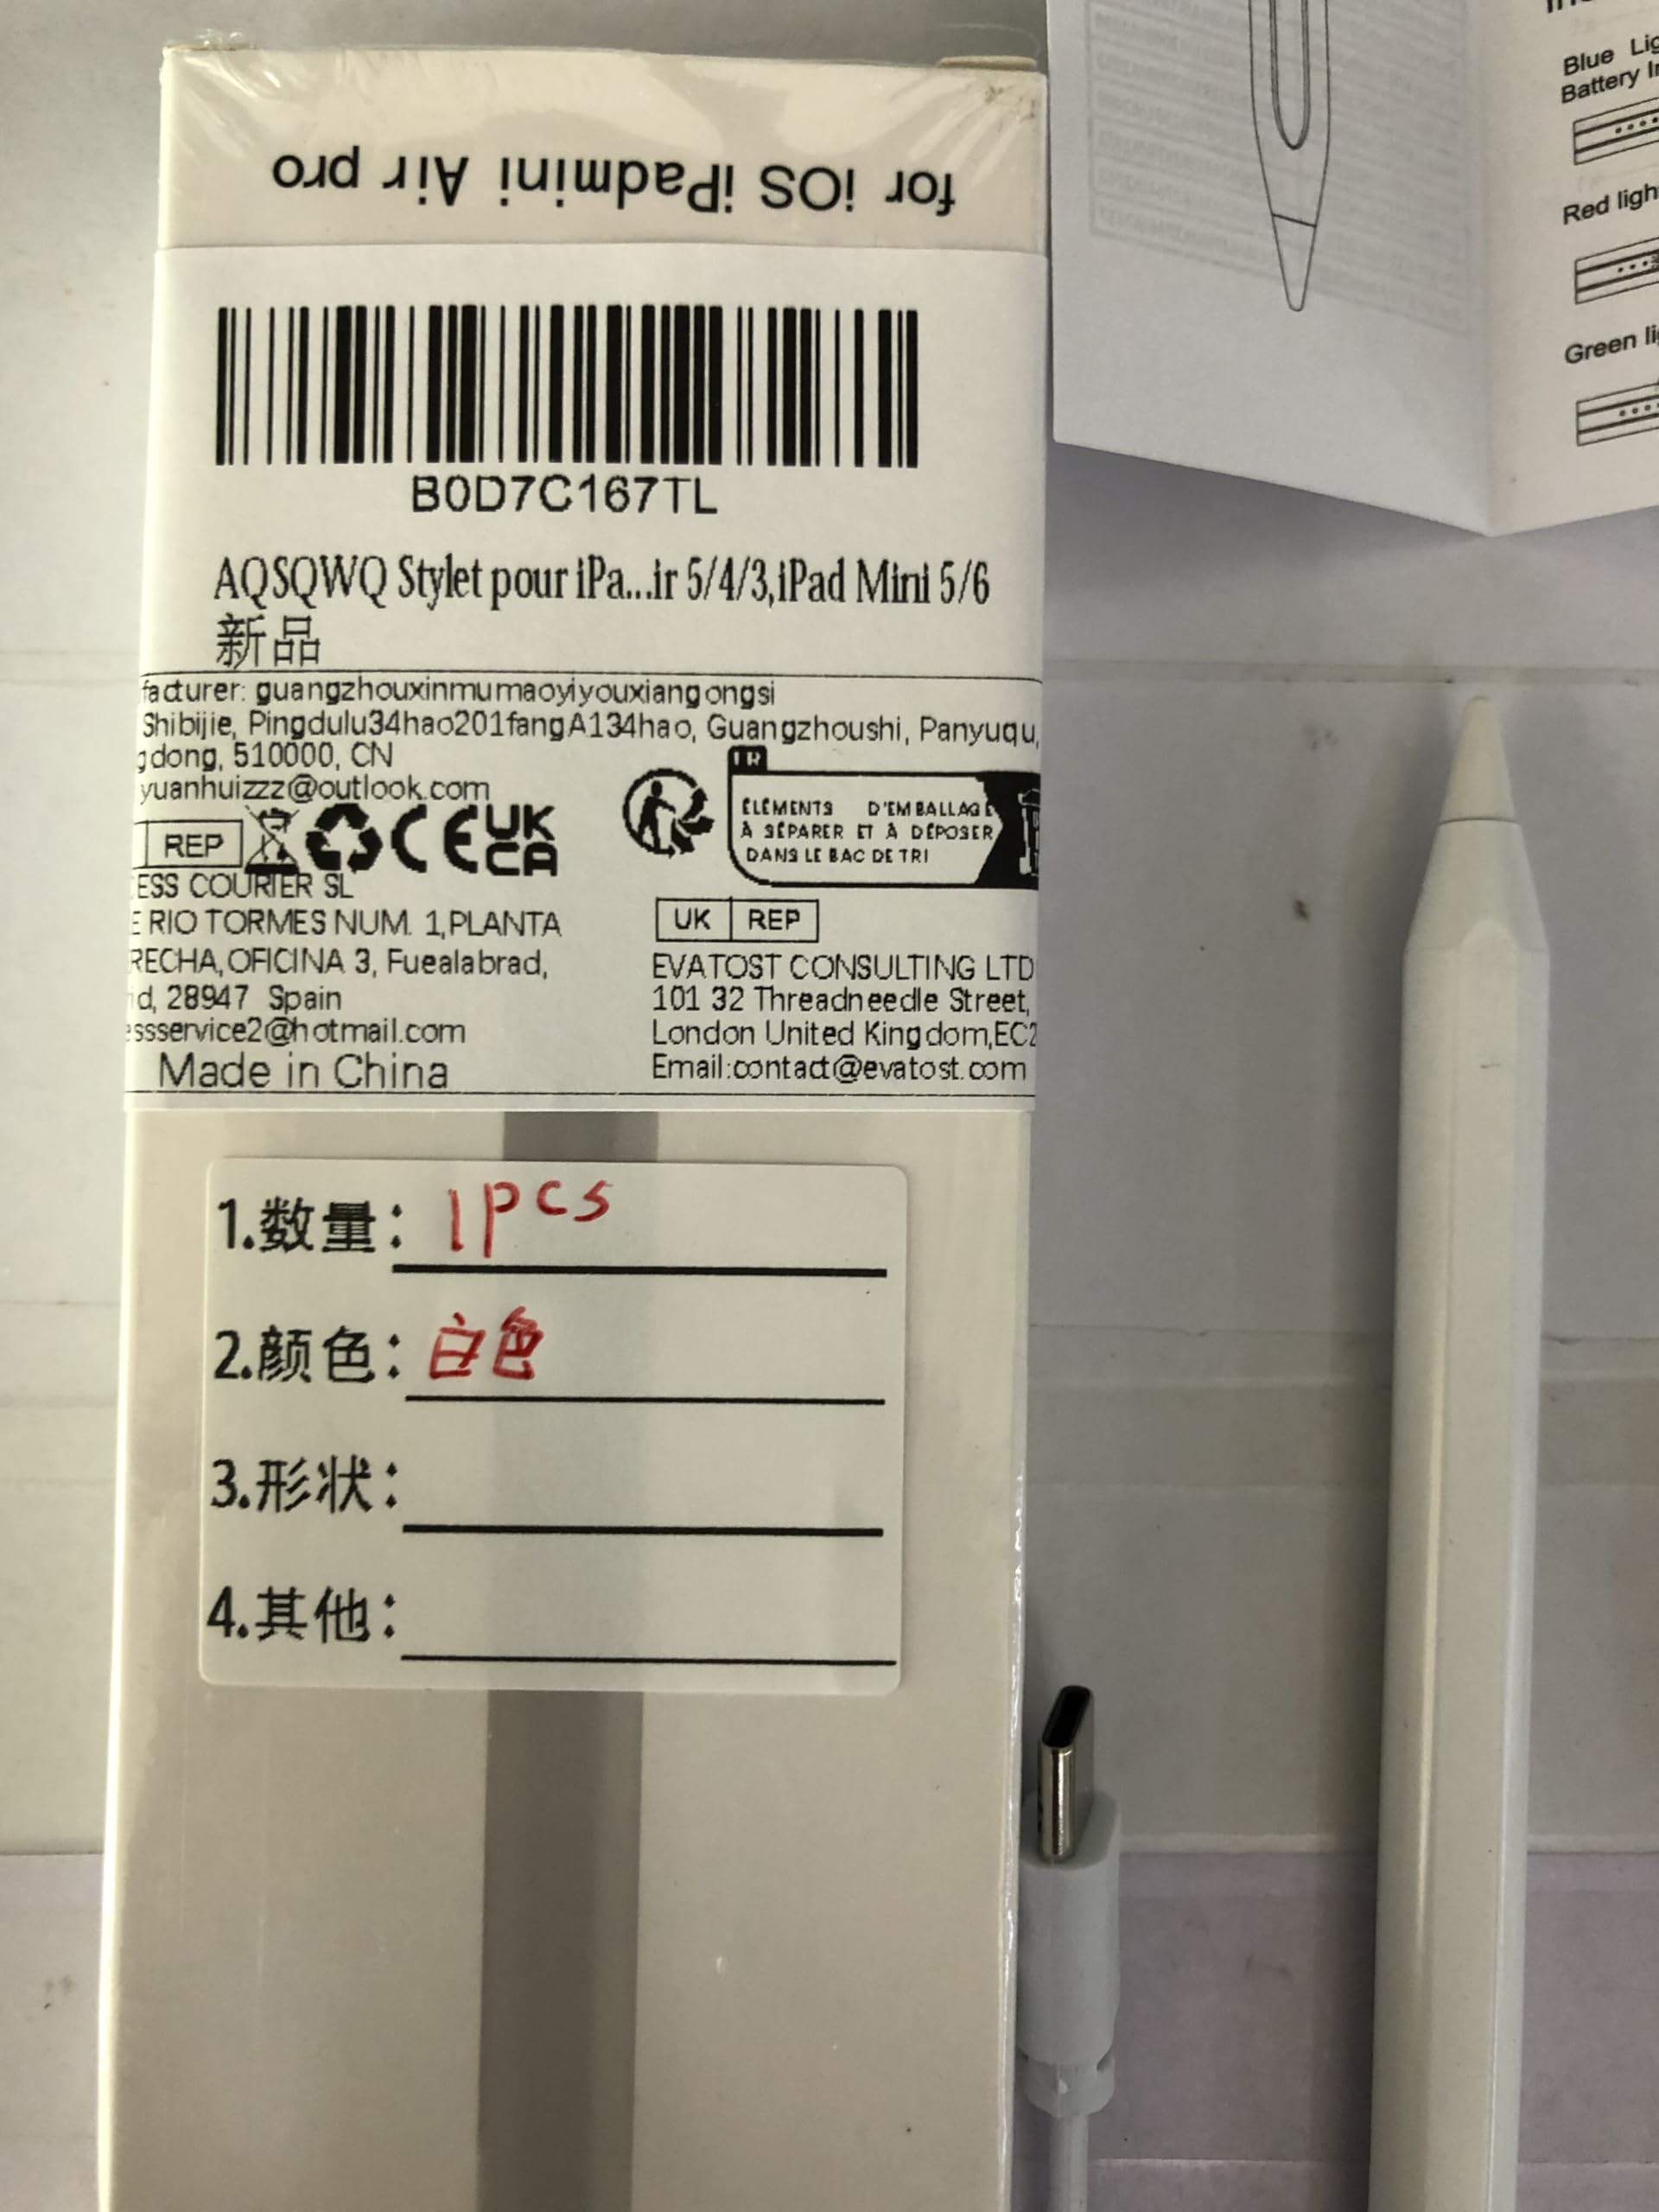 for iOS iPadmini Air pro
B0D7C167TL
AQSQWQ Stylet pour iPa...ir 5/4/3,iPad Mini 5/6
新品
facturer: guangzhouxinmumaoyiyouxiangongsi
Shibijie, Pingdulu34hao201fangA134hao, Guangzhoushi, Panyuqu,
gdong, 510000, CN
yuanhuizzz@outlook.com
REP
CE
UK
CA
FR
ÉLÉMENTS D'EMBALLAGE
À SÉPARER ET À DÉPOSER
DANS LE BAC DE TRI
ESS COURIER SL
E RIO TORMES NUM. 1,PLANTA
RECHA,OFICINA 3, Fuealabrad,
id, 28947 Spain
essservice2@hotmail.com
Made in China
UK REP
EVATOST CONSULTING LTD
101 32 Threadneedle Street,
London United Kingdom,EC2
Email:contact@evatost.com
1.数量: 1pcs
2.颜色: 白色
3.形状:
4.其他:
Blue Lig
Battery I
Red ligh
Green li